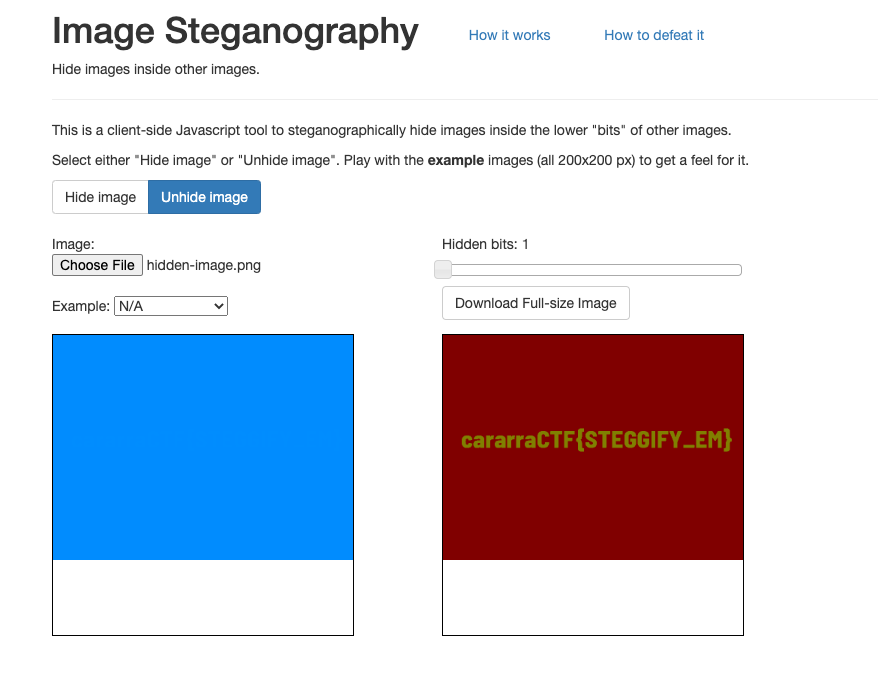 Image Steganography How it works How to defeat it
Hide images inside other images.
This is a client-side Javascript tool to steganographically hide images inside the lower "bits" of other images.
Select either "Hide image" or "Unhide image". Play with the example images (all 200x200 px) to get a feel for it.
Hide image Unhide image
Image:
Choose File hidden-image.png
Example: N/A
Hidden bits: 1
Download Full-size Image
cararraCTF{STEGGIFY_EM}